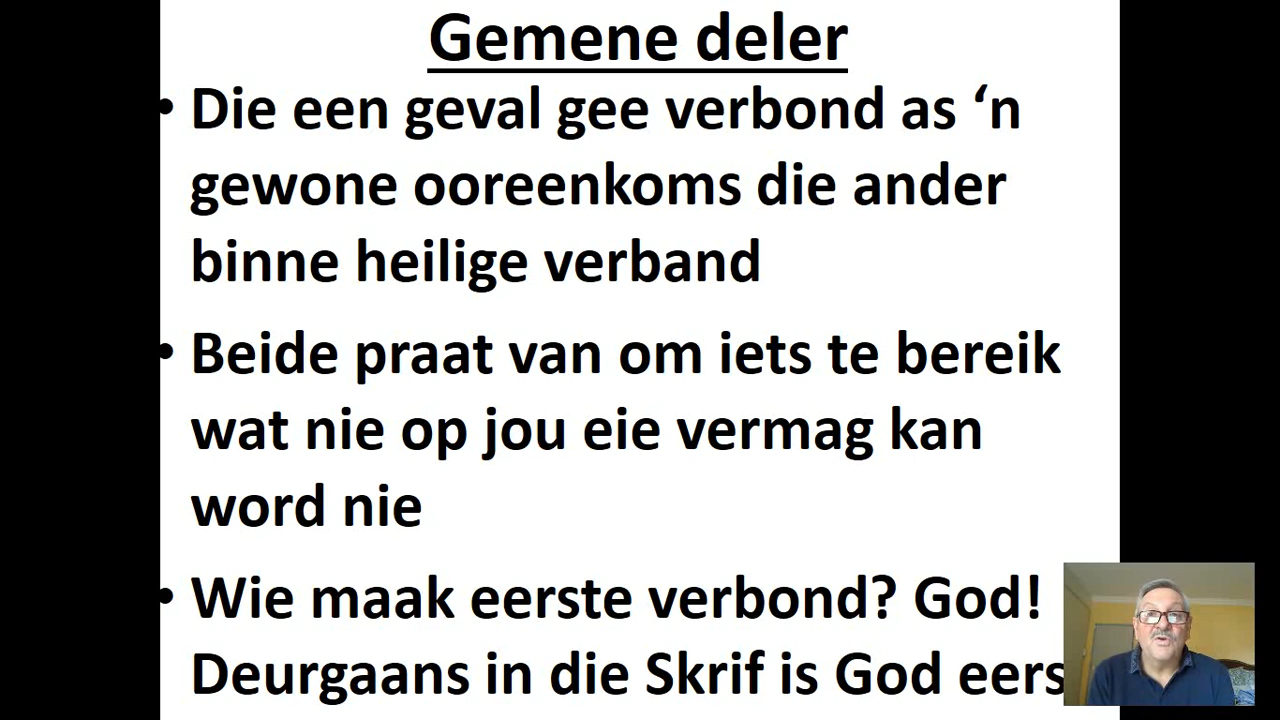 Gemene deler
• Die een geval gee verbond as ‘n
gewone ooreenkoms die ander
binne heilige verband
• Beide praat van om iets te bereik
wat nie op jou eie vermag kan
word nie
• Wie maak eerste verbond? God!
Deurgaans in die Skrif is God eers